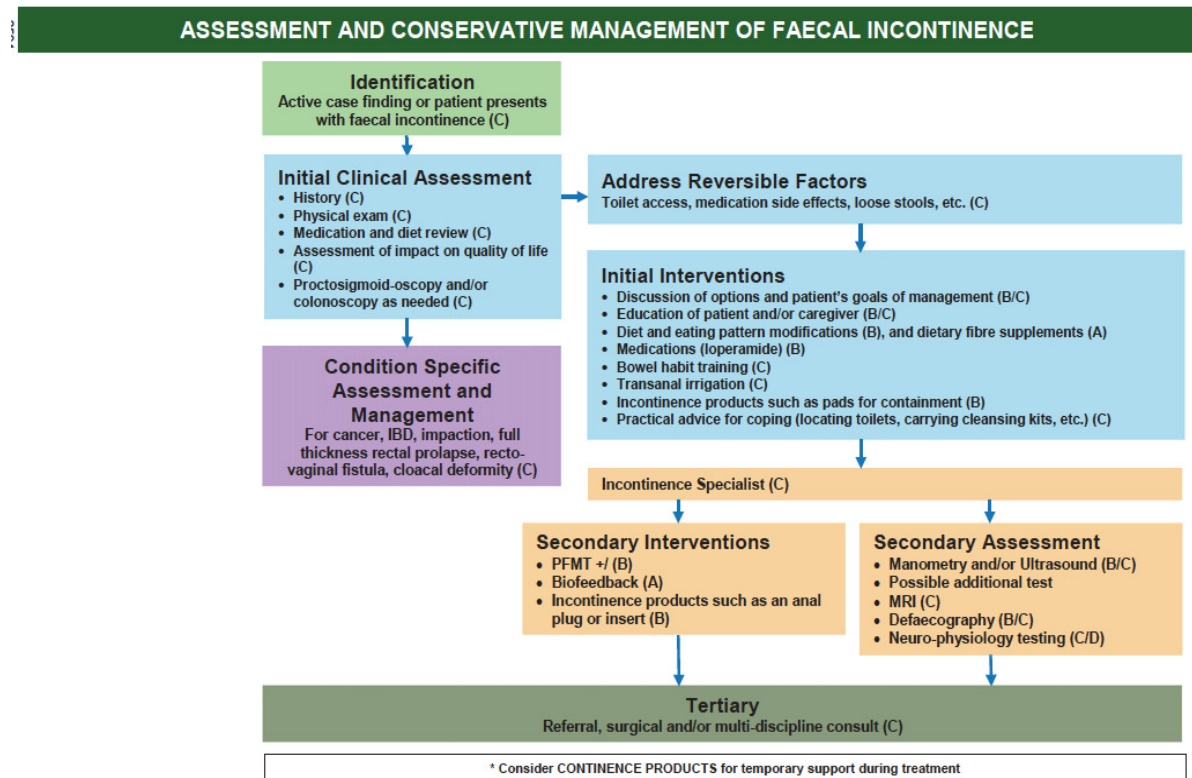 ASSESSMENT AND CONSERVATIVE MANAGEMENT OF FAECAL INCONTINENCE
Identification
Active case finding or patient presents
with faecal incontinence (C)
Initial Clinical Assessment
• History (C)
• Physical exam (C)
• Medication and diet review (C)
• Assessment of impact on quality of life
(C)
• Proctosigmoid-oscopy and/or
colonoscopy as needed (C)
Address Reversible Factors
Toilet access, medication side effects, loose stools, etc. (C)
Initial Interventions
• Discussion of options and patient's goals of management (B/C)
• Education of patient and/or caregiver (B/C)
• Diet and eating pattern modifications (B), and dietary fibre supplements (A)
• Medications (loperamide) (B)
• Bowel habit training (C)
• Transanal irrigation (C)
• Incontinence products such as pads for containment (B)
• Practical advice for coping (locating toilets, carrying cleansing kits, etc.) (C)
Condition Specific
Assessment and
Management
For cancer, IBD, impaction, full
thickness rectal prolapse, recto-
vaginal fistula, cloacal deformity (C)
Incontinence Specialist (C)
Secondary Interventions
• PFMT +/ (B)
• Biofeedback (A)
• Incontinence products such as an anal
plug or insert (B)
Secondary Assessment
• Manometry and/or Ultrasound (B/C)
• Possible additional test
• MRI (C)
• Defaecography (B/C)
• Neuro-physiology testing (C/D)
Tertiary
Referral, surgical and/or multi-discipline consult (C)
* Consider CONTINENCE PRODUCTS for temporary support during treatment